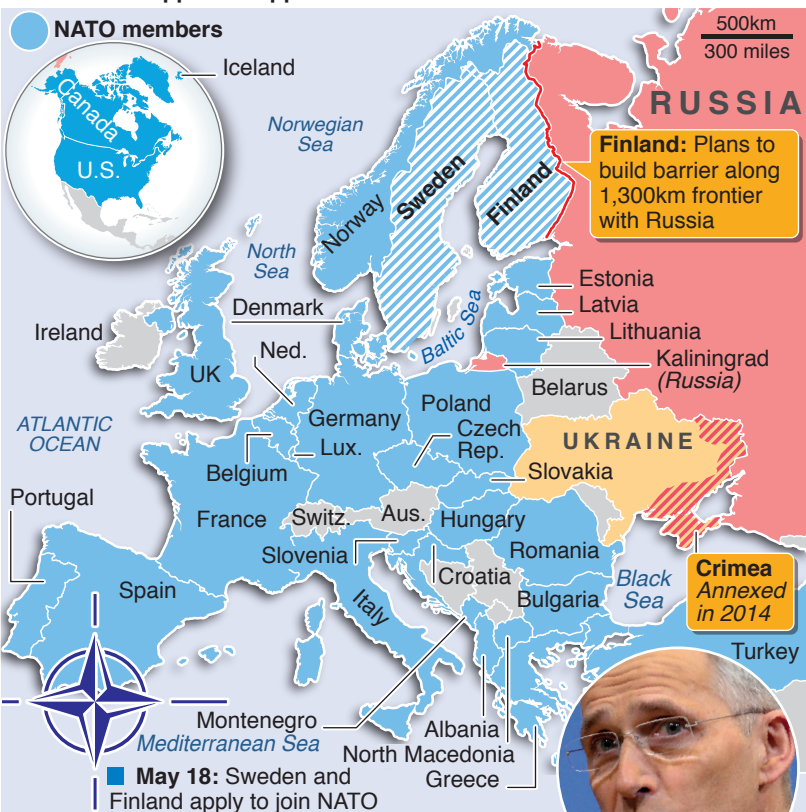 NATO members
500km
300 miles
Iceland
Canada
U.S.
Norwegian
Sea
RUSSIA
Finland: Plans to
build barrier along
1,300km frontier
with Russia
Sweden
Finland
Norway
North
Sea
Estonia
Latvia
Lithuania
Denmark
Baltic Sea
Ireland
Ned.
Kaliningrad
(Russia)
UK
Belarus
ATLANTIC
OCEAN
Germany
Poland
Czech
Rep.
UKRAINE
Lux.
Belgium
Slovakia
Portugal
France
Switz.
Aus.
Hungary
Slovenia
Romania
Croatia
Black
Sea
Crimea
Annexed
in 2014
Spain
Italy
Bulgaria
Turkey
Montenegro
Albania
Mediterranean Sea
North Macedonia
Greece
May 18: Sweden and
Finland apply to join NATO